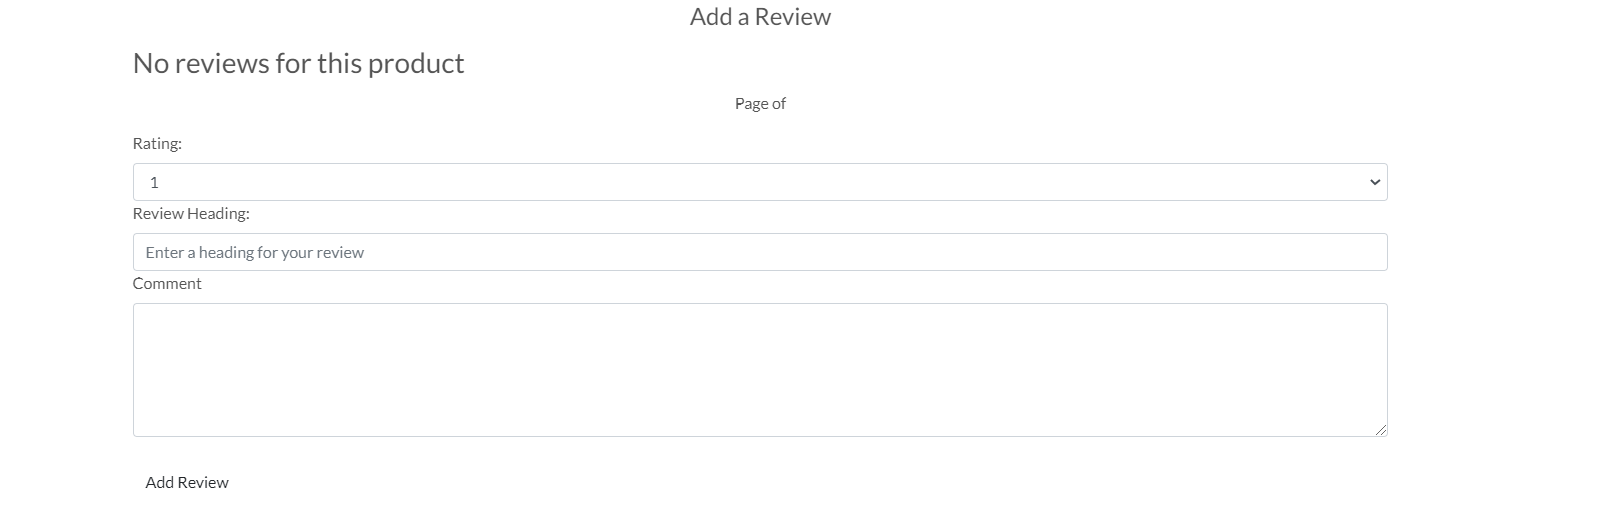 Add a Review
No reviews for this product
Page of
Rating:
1
Review Heading:
Enter a heading for your review
Comment
Add Review